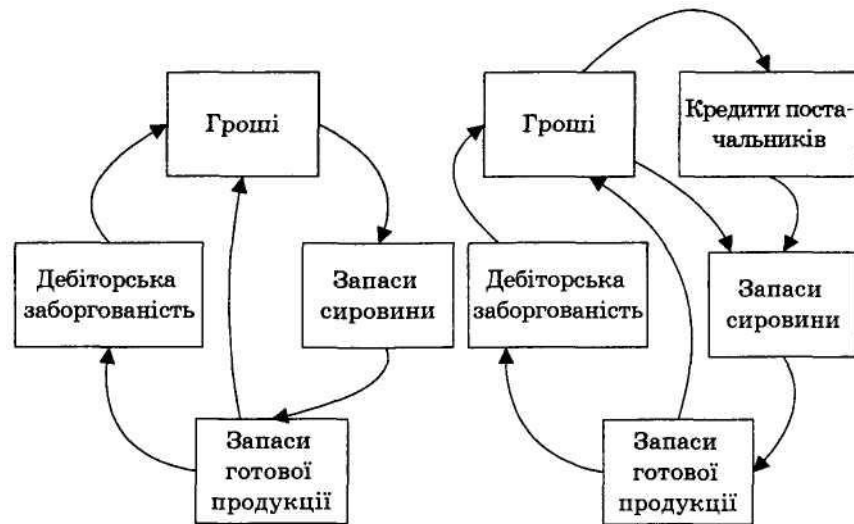 Гроші
Дебіторська
заборгованість
Запаси
сировини
Запаси
готової
продукції
Гроші
Кредити поста-
чальників
Дебіторська
заборгованість
Запаси
сировини
Запаси
готової
продукції